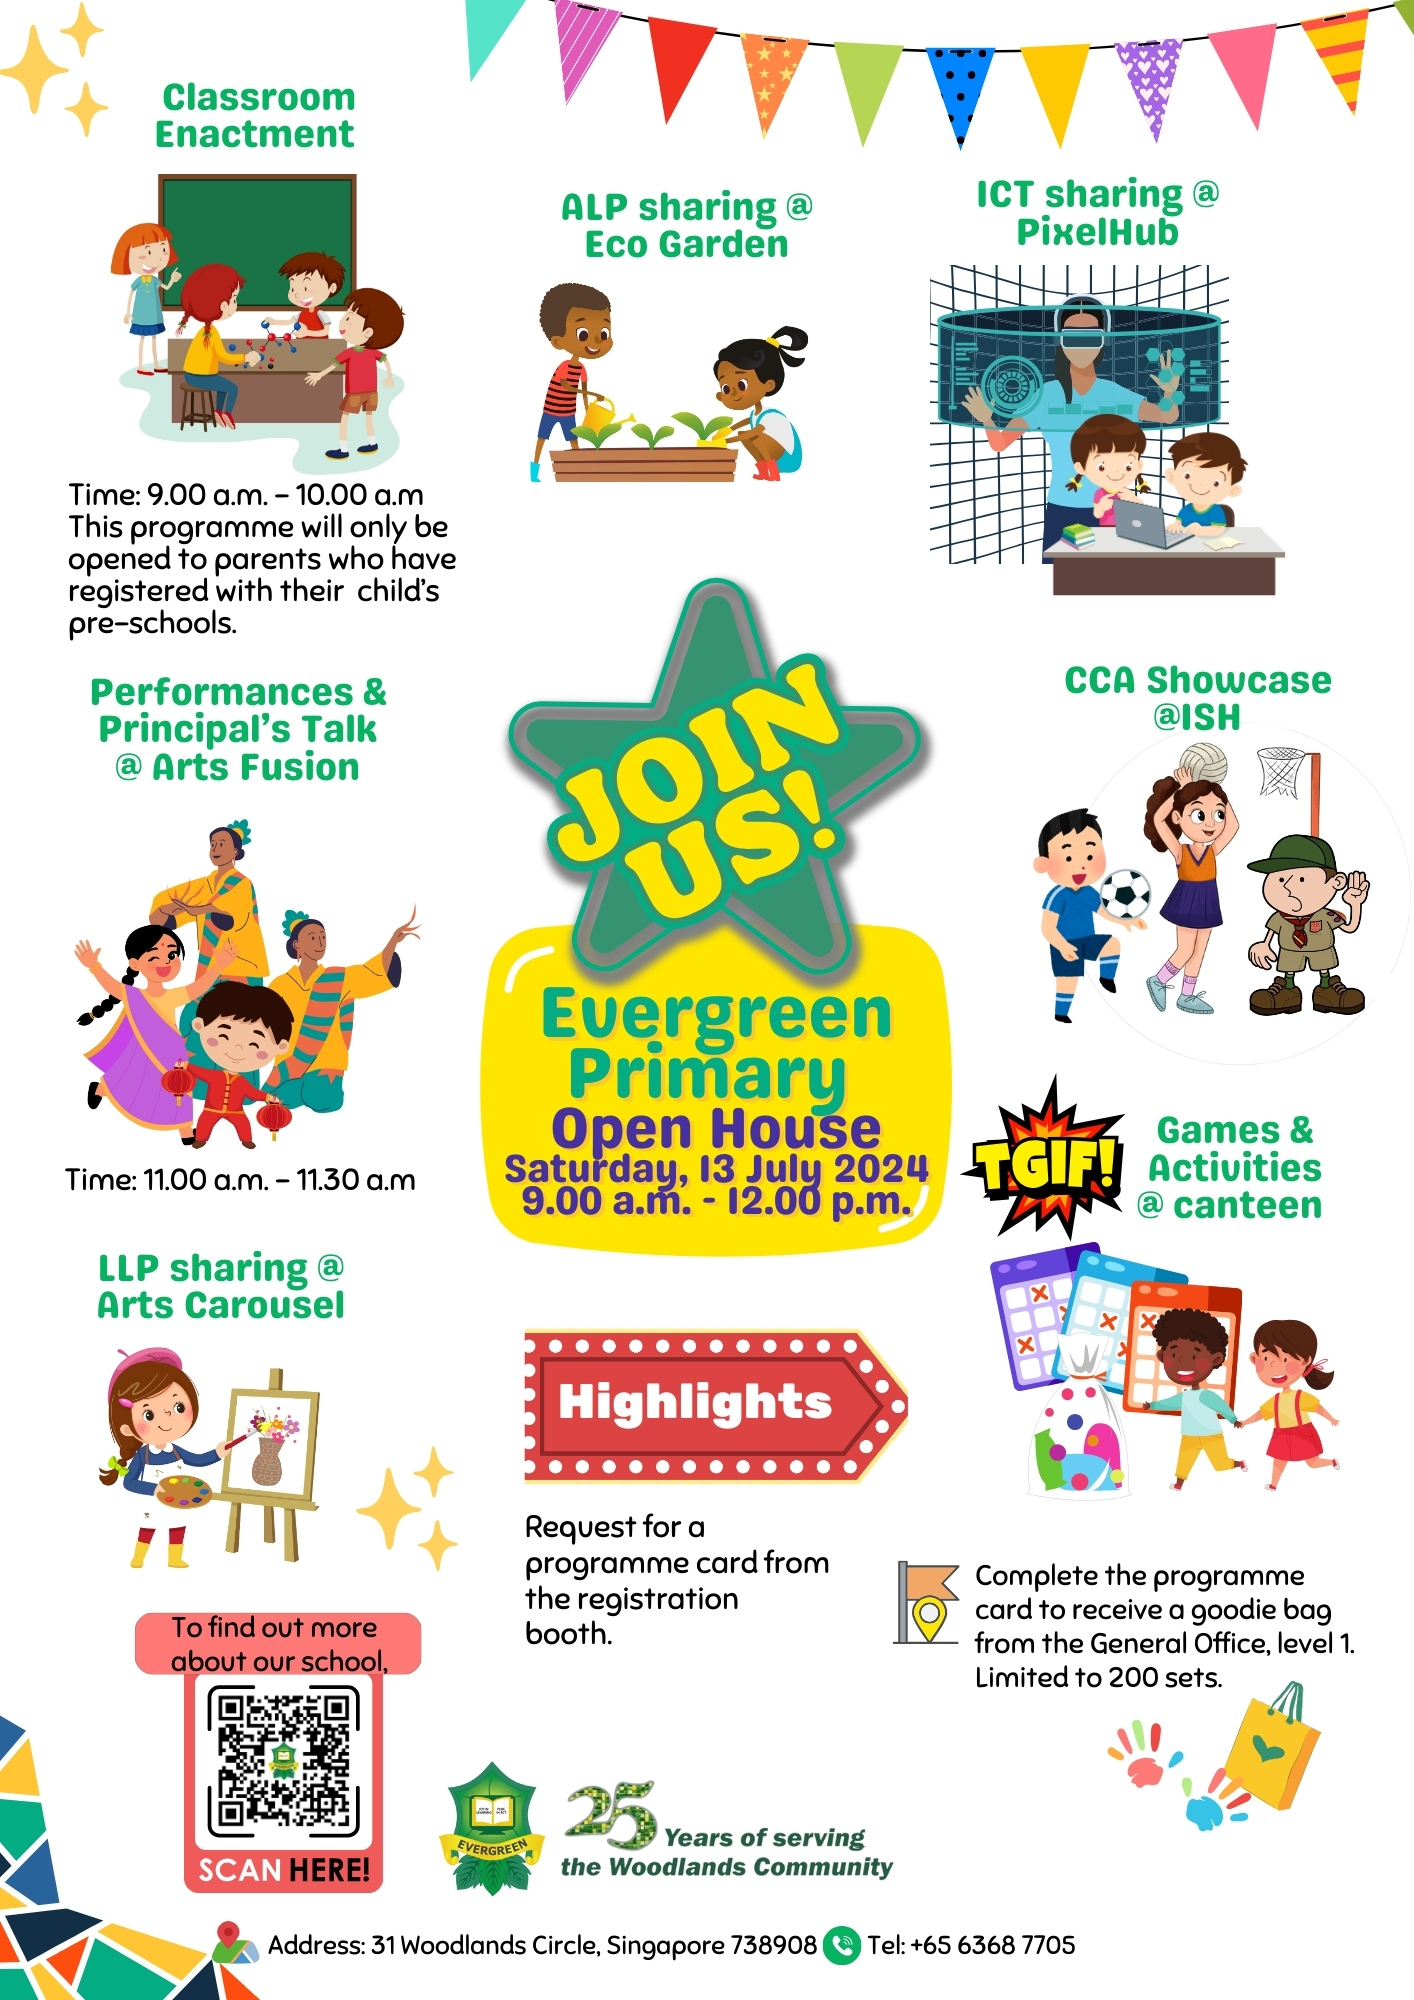 Classroom
Enactment
ALP sharing @
Eco Garden
ICT sharing @
PixelHub
Time: 9.00 a.m. - 10.00 a.m
This programme will only be
opened to parents who have
registered with their child's
pre-schools.
Performances &
Principal's Talk
@ Arts Fusion
Time: 11.00 a.m. - 11.30 a.m
JOIN
US!
Evergreen
Primary
Open House
Saturday, 13 July 2024
9.00 a.m. - 12.00 p.m.
CCA Showcase
@ISH
TGIF!
Games &
Activities
@ canteen
LLP sharing @
Arts Carousel
Highlights
Request for a
programme card from
the registration
booth.
Complete the programme
card to receive a goodie bag
from the General Office, level 1.
Limited to 200 sets.
To find out more
about our school,
SCAN HERE!
EVERGREEN
25 Years of serving
the Woodlands Community
Address: 31 Woodlands Circle, Singapore 738908
Tel: +65 6368 7705